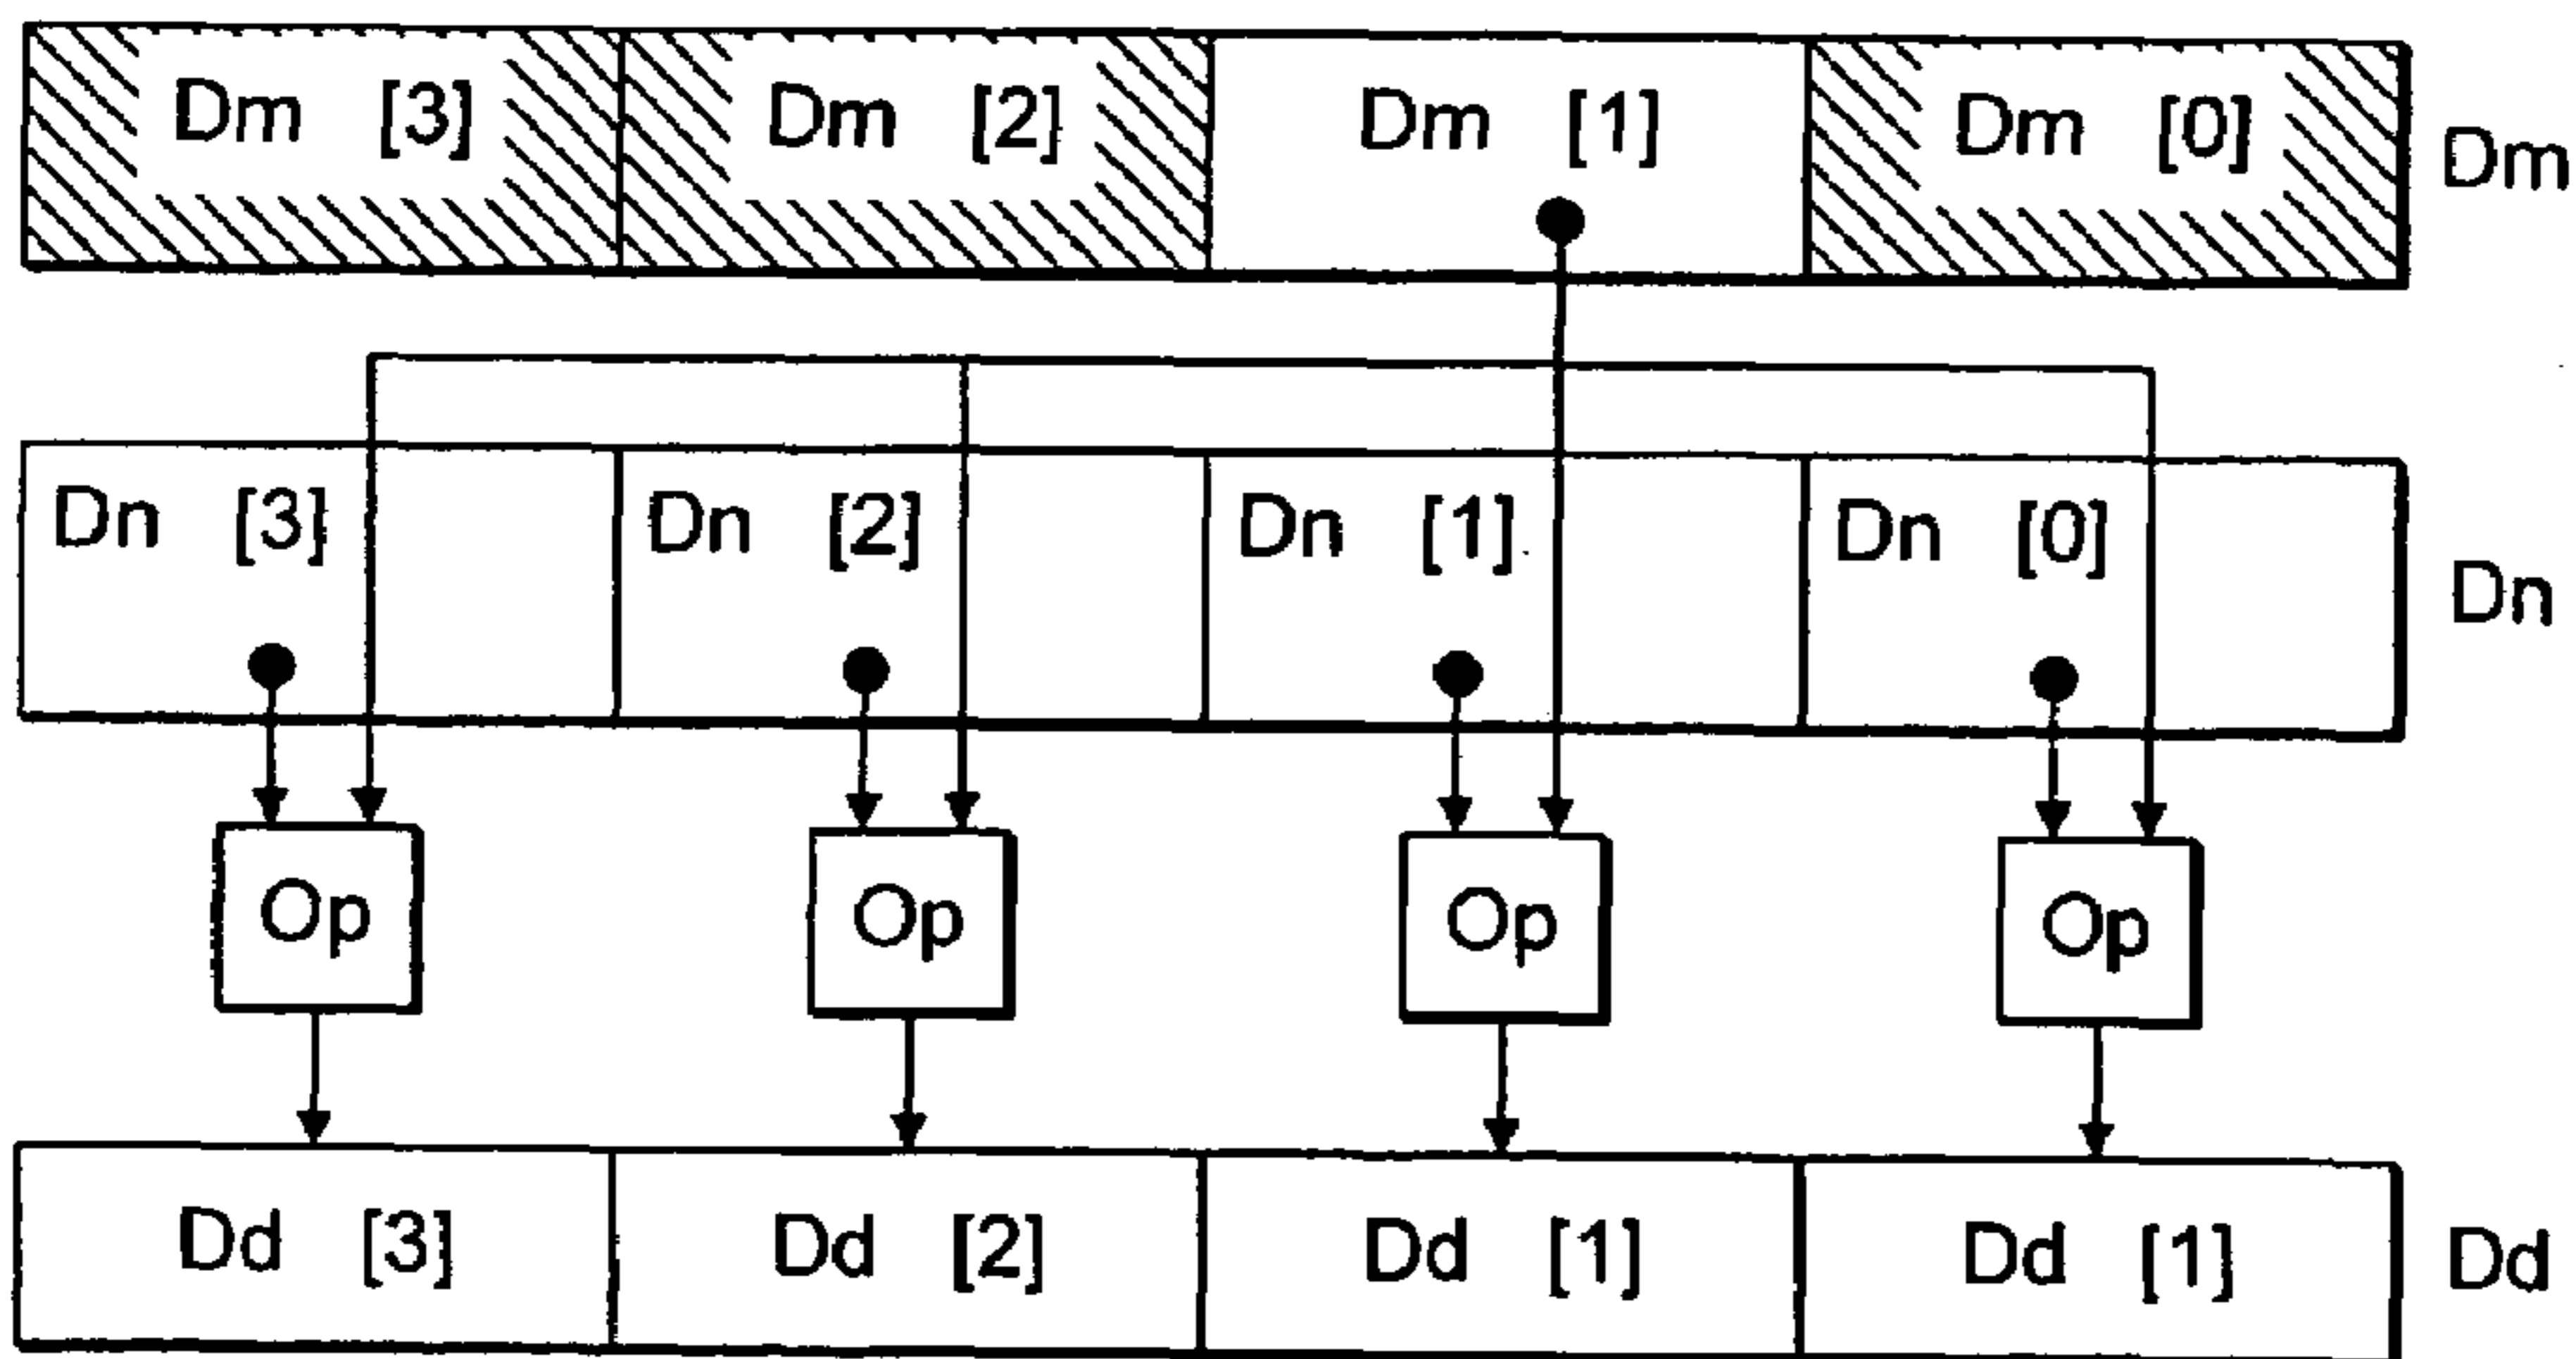 Dm [3] Dm [2] Dm [1] Dm [0] Dm
Dn [3] Dn [2] Dn [1] Dn [0] Dn
Op Op Op Op
Dd [3] Dd [2] Dd [1] Dd [1] Dd